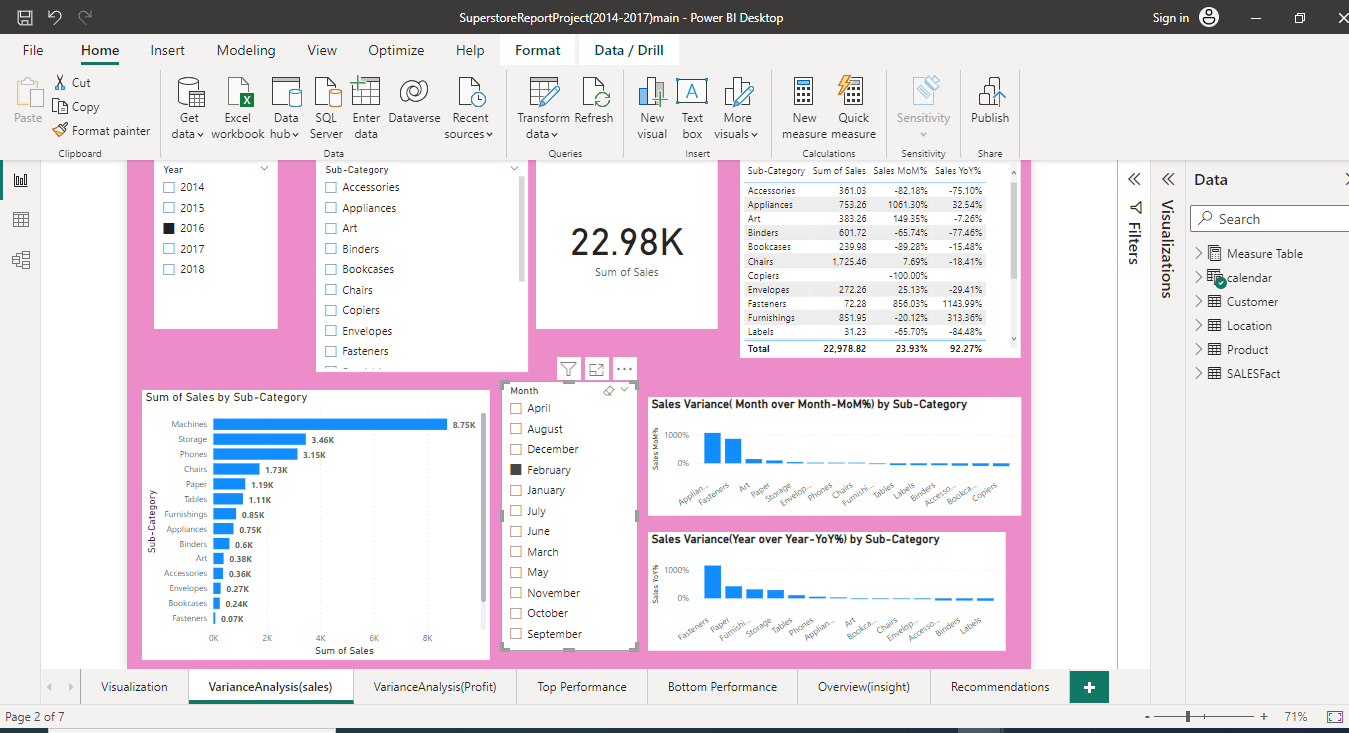 SuperstoreReportProject(2014-2017)main - Power BI Desktop
Sign in
File Home Insert Modeling View Optimize Help Format Data / Drill
Paste
Cut
Copy
Format painter
Clipboard
Get data
Excel workbook
Data hub
SQL Server
Enter data
Dataverse
Recent sources
Data
Transform data
Refresh
Queries
New visual
Text box
More visuals
Insert
New measure
Quick measure
Calculations
Sensitivity
Sensitivity
Publish
Share
Year
2014
2015
2016
2017
2018
Sub-Category
Accessories
Appliances
Art
Binders
Bookcases
Chairs
Copiers
Envelopes
Fasteners
22.98K
Sum of Sales
Sub-Category Sum of Sales Sales MoM% Sales YoY%
Accessories 361.03 -82.18% -75.10%
Appliances 753.26 1061.30% 32.54%
Art 383.26 149.35% -7.26%
Binders 601.72 -65.74% -77.46%
Bookcases 239.98 -89.28% -15.48%
Chairs 1,725.46 7.69% -18.41%
Copiers -100.00%
Envelopes 272.26 25.13% -29.41%
Fasteners 72.28 856.03% 1143.99%
Furnishings 851.95 -20.12% 313.36%
Labels 31.23 -65.70% -84.48%
Total 22,978.82 23.93% 92.27%
Sum of Sales by Sub-Category
Sub-Category
Machines 8.75K
Storage 3.46K
Phones 3.15K
Chairs 1.73K
Paper 1.19K
Tables 1.11K
Furnishings 0.85K
Appliances 0.75K
Binders 0.6K
Art 0.38K
Accessories 0.36K
Envelopes 0.27K
Bookcases 0.24K
Fasteners 0.07K
0K 2K 4K 6K 8K
Sum of Sales
Month
April
August
December
February
January
July
June
March
May
November
October
September
Sales Variance( Month over Month-MoM%) by Sub-Category
Sales MoM%
1000%
0%
Applian... Fasteners Art Paper Storage Envelop... Phones Chairs Furnishi... Tables Labels Binders Accesso... Bookca... Copiers
Sales Variance(Year over Year-YoY%) by Sub-Category
Sales YoY%
1000%
0%
Fasteners Paper Furnishi... Storage Tables Phones Applian... Art Bookca... Chairs Envelop... Accesso... Binders Labels
Filters
Visualizations
Data
Search
Measure Table
calendar
Customer
Location
Product
SALESFact
Visualization VarianceAnalysis(sales) VarianceAnalysis(Profit) Top Performance Bottom Performance Overview(insight) Recommendations
Page 2 of 7
- + 71%